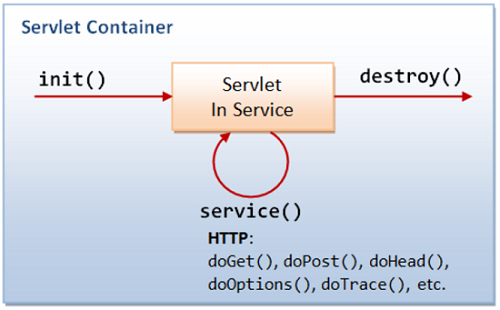 Servlet Container
init()
destroy()
Servlet
In Service
service()
HTTP:
doGet(), doPost(), doHead(),
doOptions(), doTrace(), etc.